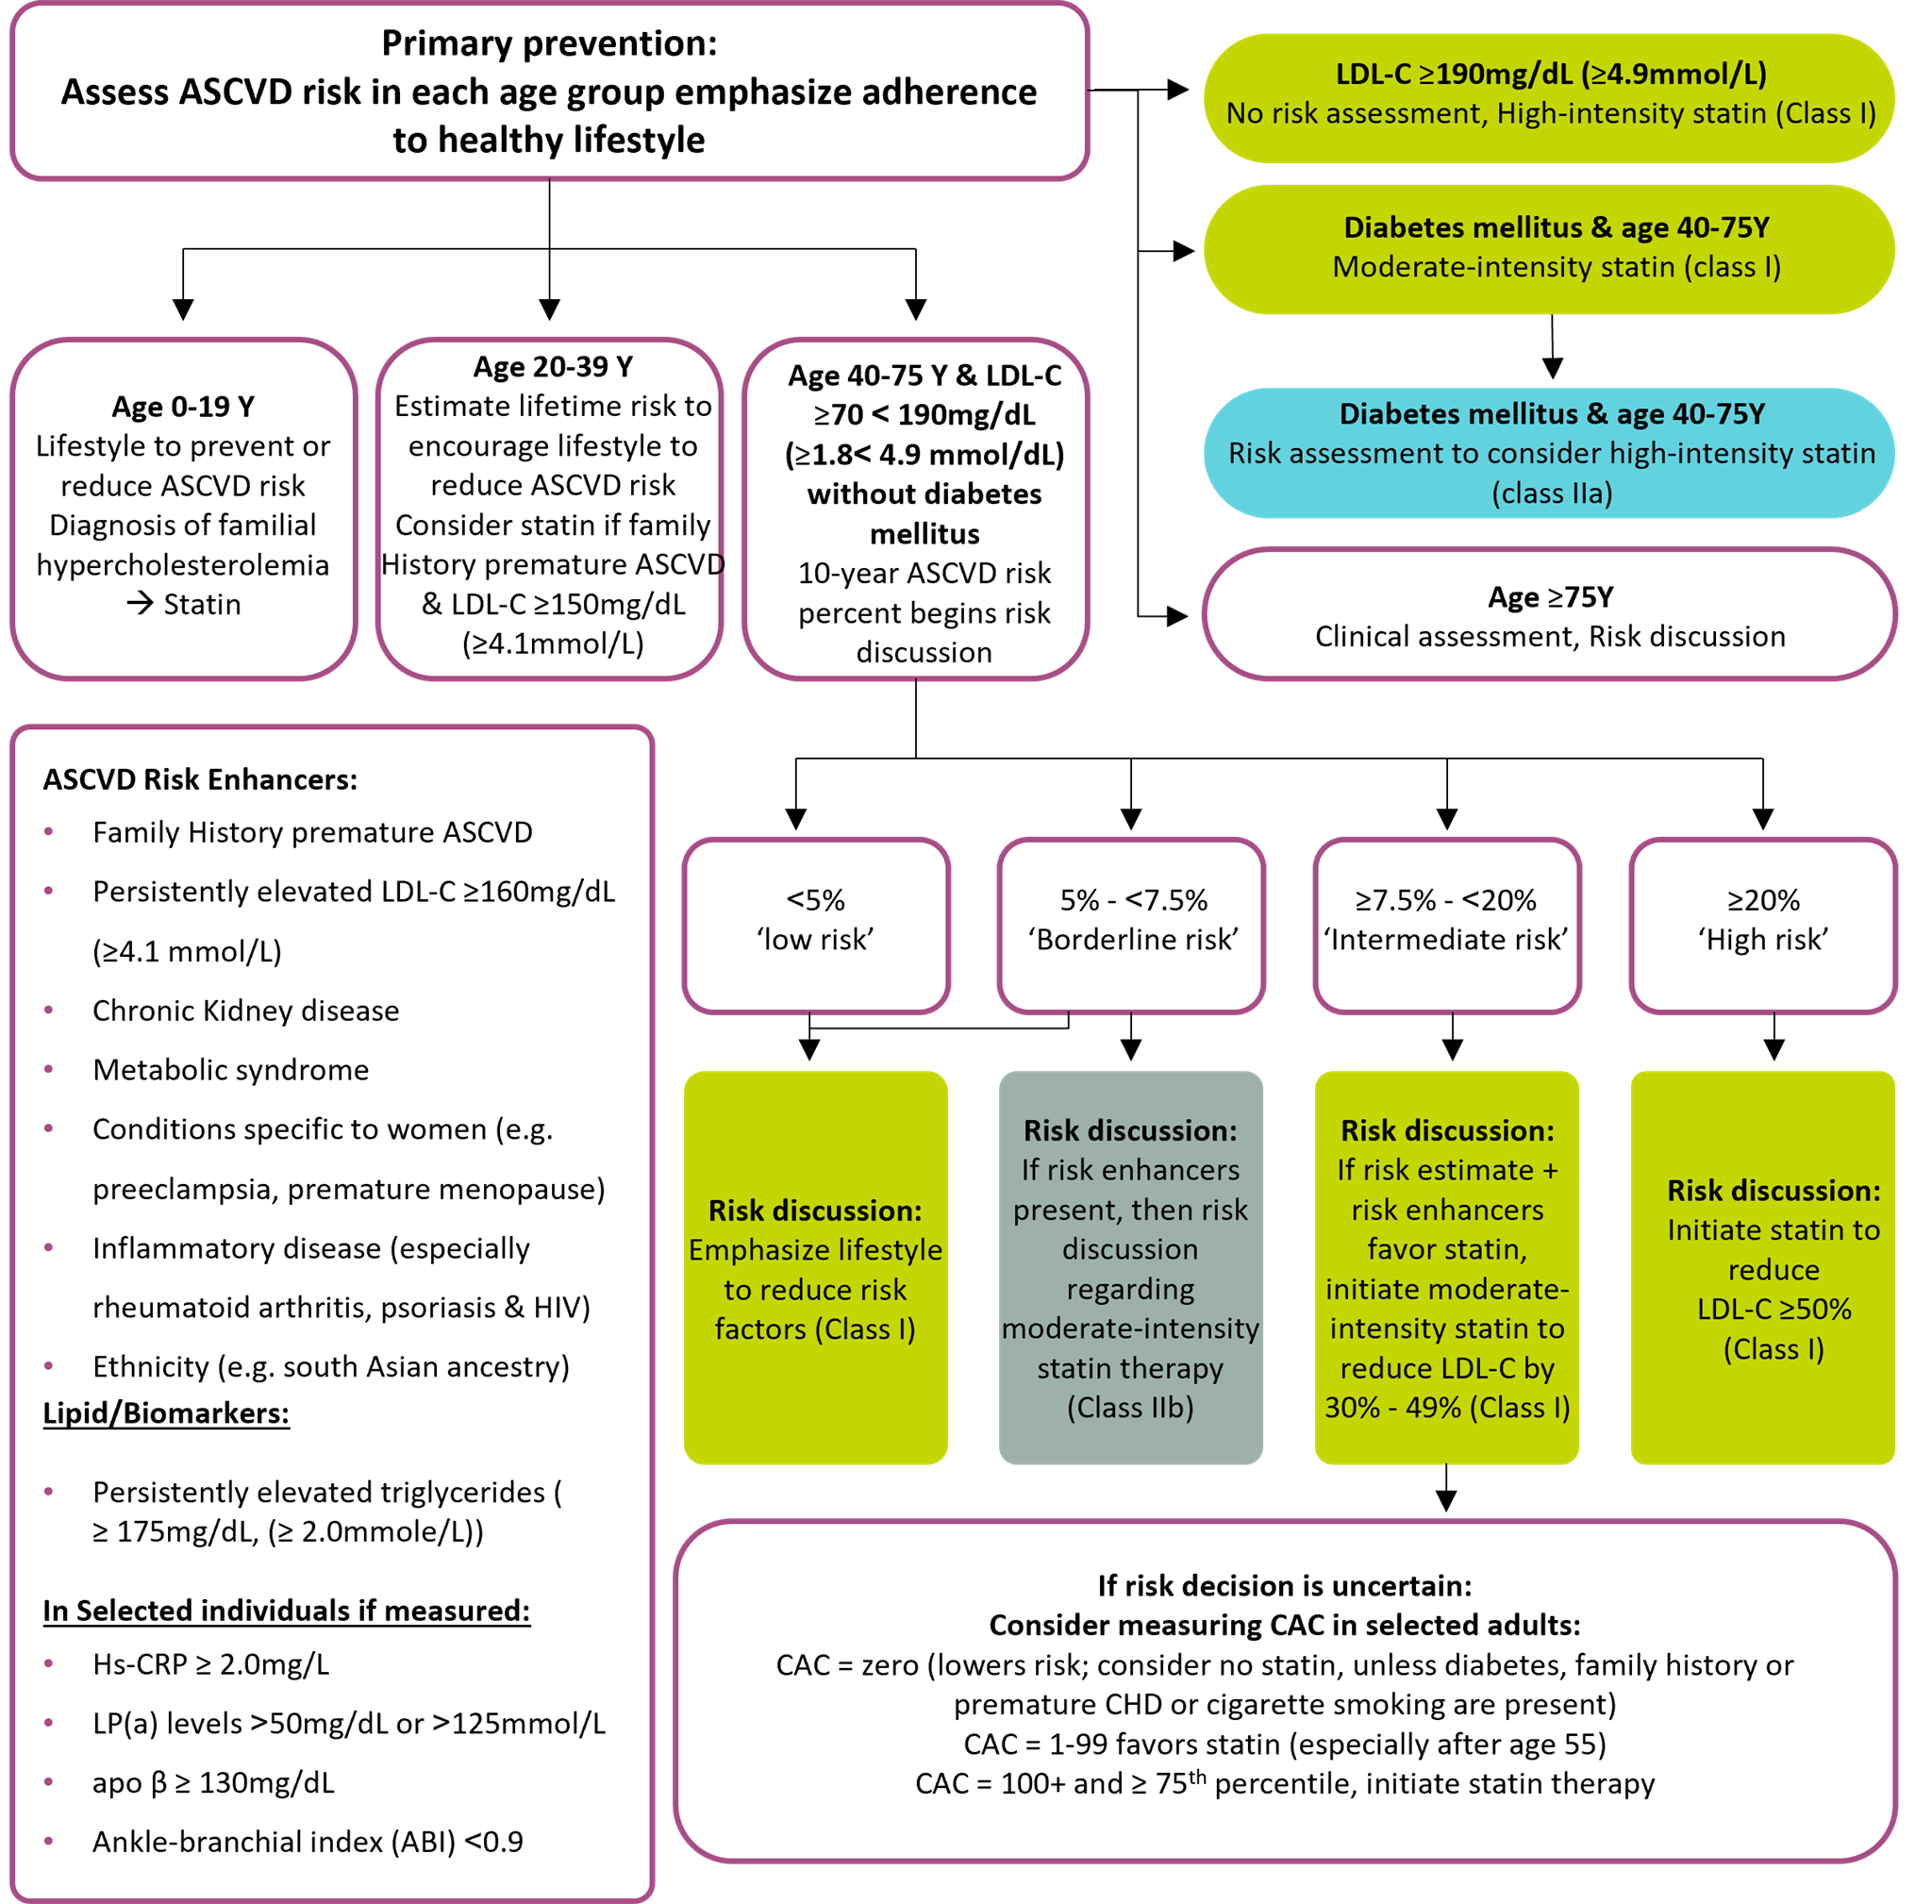 Primary prevention:
Assess ASCVD risk in each age group emphasize adherence
to healthy lifestyle
LDL-C ≥190mg/dL (≥4.9mmol/L)
No risk assessment, High-intensity statin (Class I)
Diabetes mellitus & age 40-75Y
Moderate-intensity statin (class I)
Diabetes mellitus & age 40-75Y
Risk assessment to consider high-intensity statin
(class IIa)
Age ≥75Y
Clinical assessment, Risk discussion
Age 0-19 Y
Lifestyle to prevent or
reduce ASCVD risk
Diagnosis of familial
hypercholesterolemia
→ Statin
Age 20-39 Y
Estimate lifetime risk to
encourage lifestyle to
reduce ASCVD risk
Consider statin if family
History premature ASCVD
& LDL-C ≥150mg/dL
(≥4.1mmol/L)
Age 40-75 Y & LDL-C
≥70 < 190mg/dL
(≥1.8< 4.9 mmol/dL)
without diabetes
mellitus
10-year ASCVD risk
percent begins risk
discussion
ASCVD Risk Enhancers:
• Family History premature ASCVD
• Persistently elevated LDL-C ≥160mg/dL
(≥4.1 mmol/L)
• Chronic Kidney disease
• Metabolic syndrome
• Conditions specific to women (e.g.
preeclampsia, premature menopause)
• Inflammatory disease (especially
rheumatoid arthritis, psoriasis & HIV)
• Ethnicity (e.g. south Asian ancestry)
Lipid/Biomarkers:
• Persistently elevated triglycerides (
≥ 175mg/dL, (≥ 2.0mmole/L))
In Selected individuals if measured:
• Hs-CRP ≥ 2.0mg/L
• LP(a) levels >50mg/dL or >125mmol/L
• apo β ≥ 130mg/dL
• Ankle-branchial index (ABI) <0.9
<5%
‘low risk’
5% - <7.5%
‘Borderline risk’
≥7.5% - <20%
‘Intermediate risk’
≥20%
‘High risk’
Risk discussion:
Emphasize lifestyle
to reduce risk
factors (Class I)
Risk discussion:
If risk enhancers
present, then risk
discussion
regarding
moderate-intensity
statin therapy
(Class IIb)
Risk discussion:
If risk estimate +
risk enhancers
favor statin,
initiate moderate-
intensity statin to
reduce LDL-C by
30% - 49% (Class I)
Risk discussion:
Initiate statin to
reduce
LDL-C ≥50%
(Class I)
If risk decision is uncertain:
Consider measuring CAC in selected adults:
CAC = zero (lowers risk; consider no statin, unless diabetes, family history or
premature CHD or cigarette smoking are present)
CAC = 1-99 favors statin (especially after age 55)
CAC = 100+ and ≥ 75th percentile, initiate statin therapy